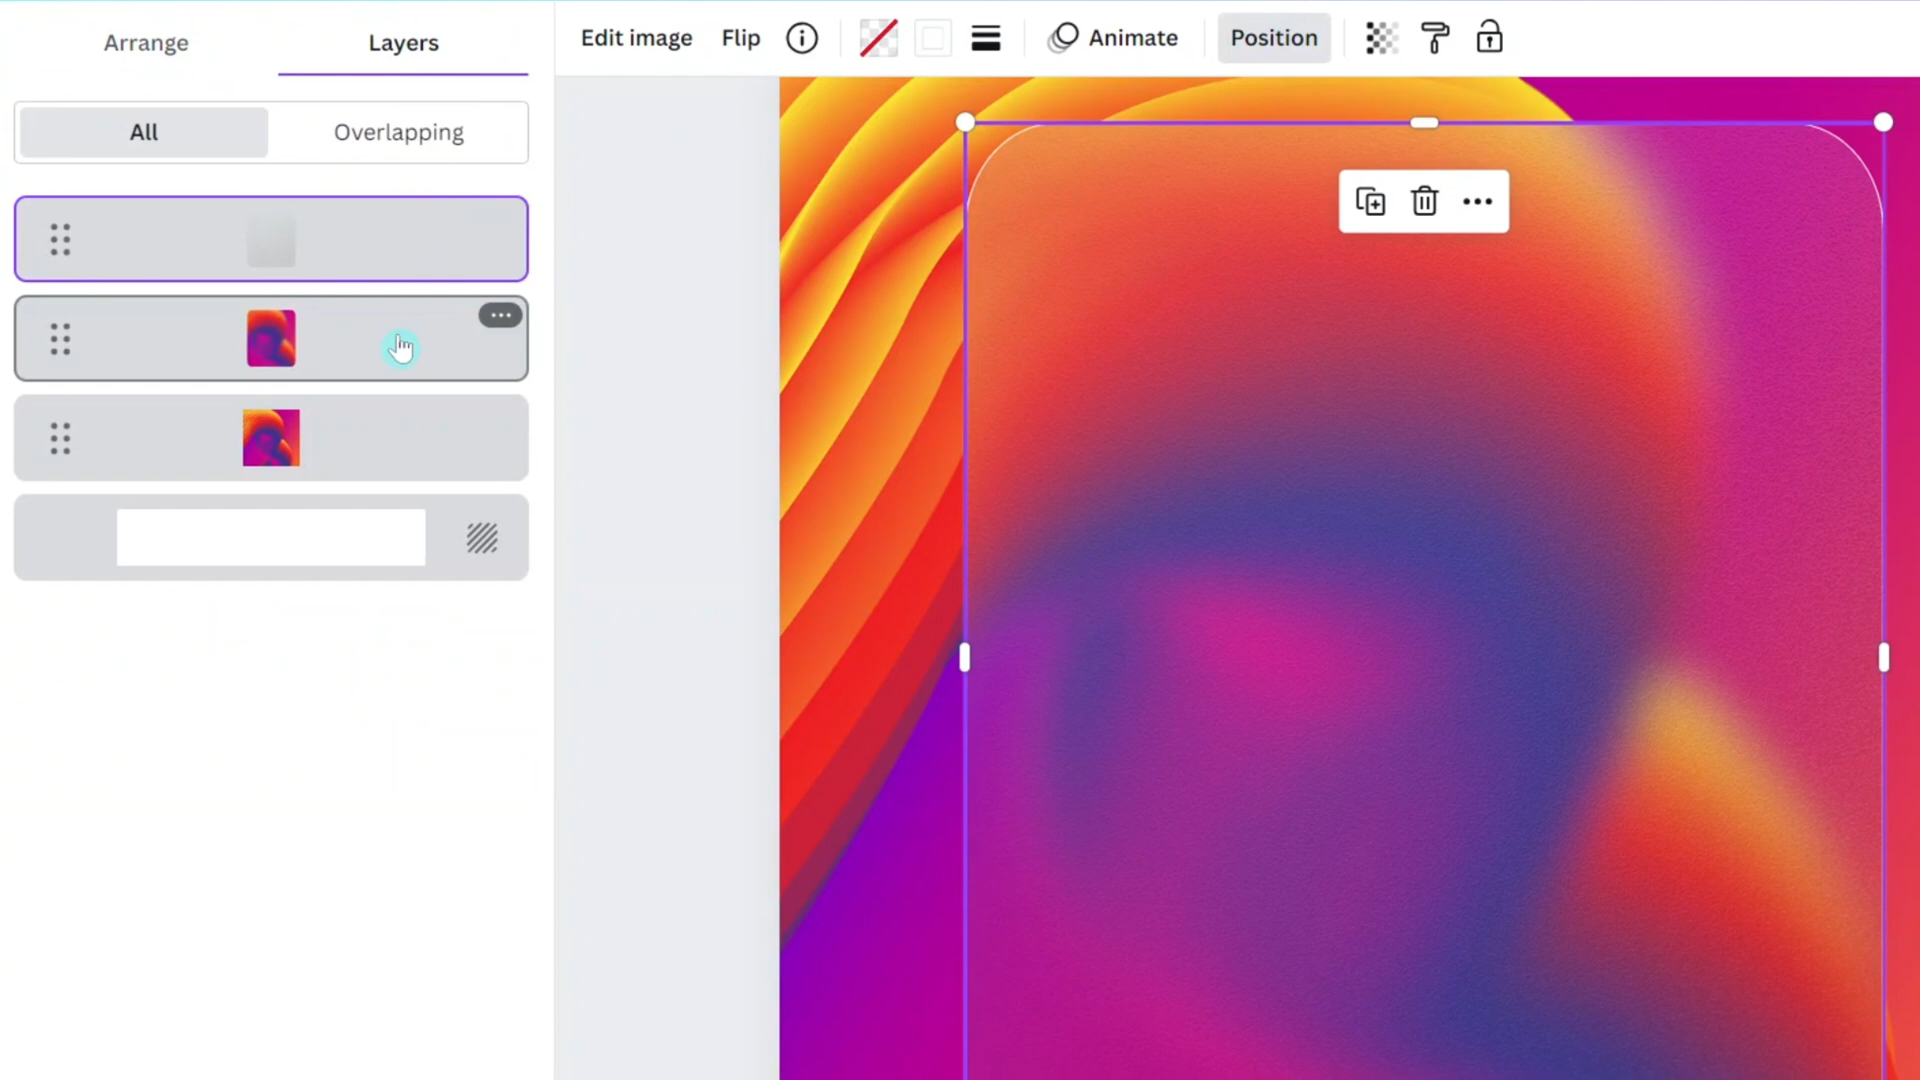 Arrange
Layers
Edit image
Flip
Animate
Position
All
Overlapping